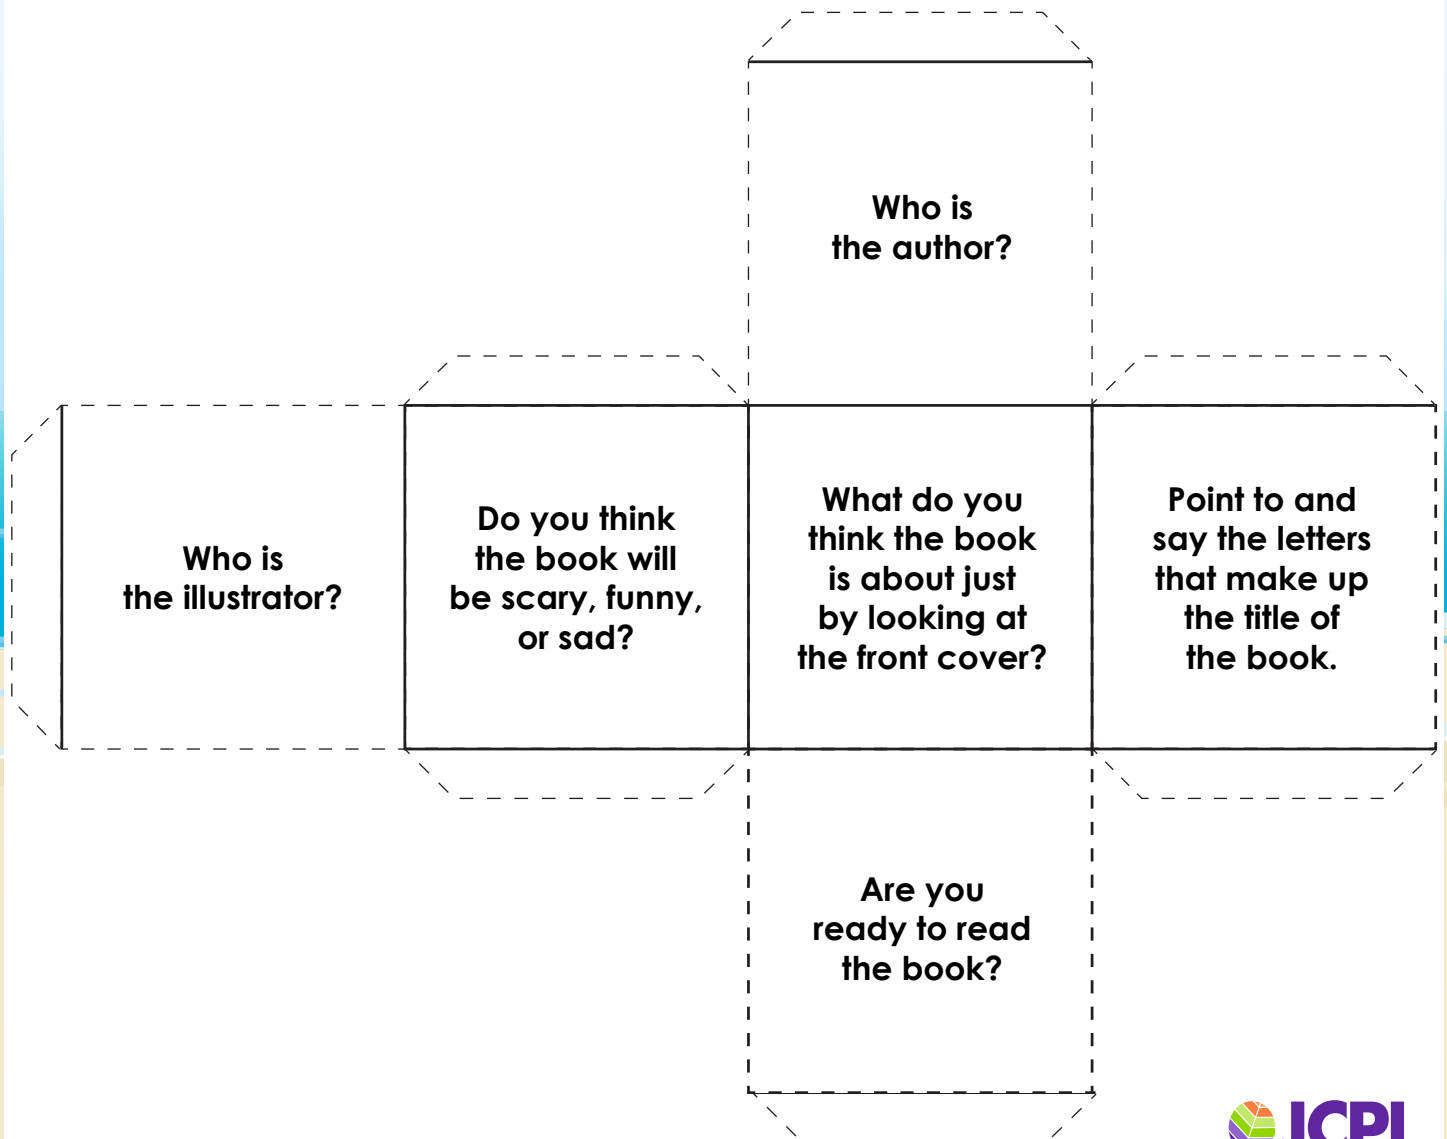 Who is
the author?
Who is
the illustrator?
Do you think
the book will
be scary, funny,
or sad?
What do you
think the book
is about just
by looking at
the front cover?
Point to and
say the letters
that make up
the title of
the book.
Are you
ready to read
the book?
JCPL